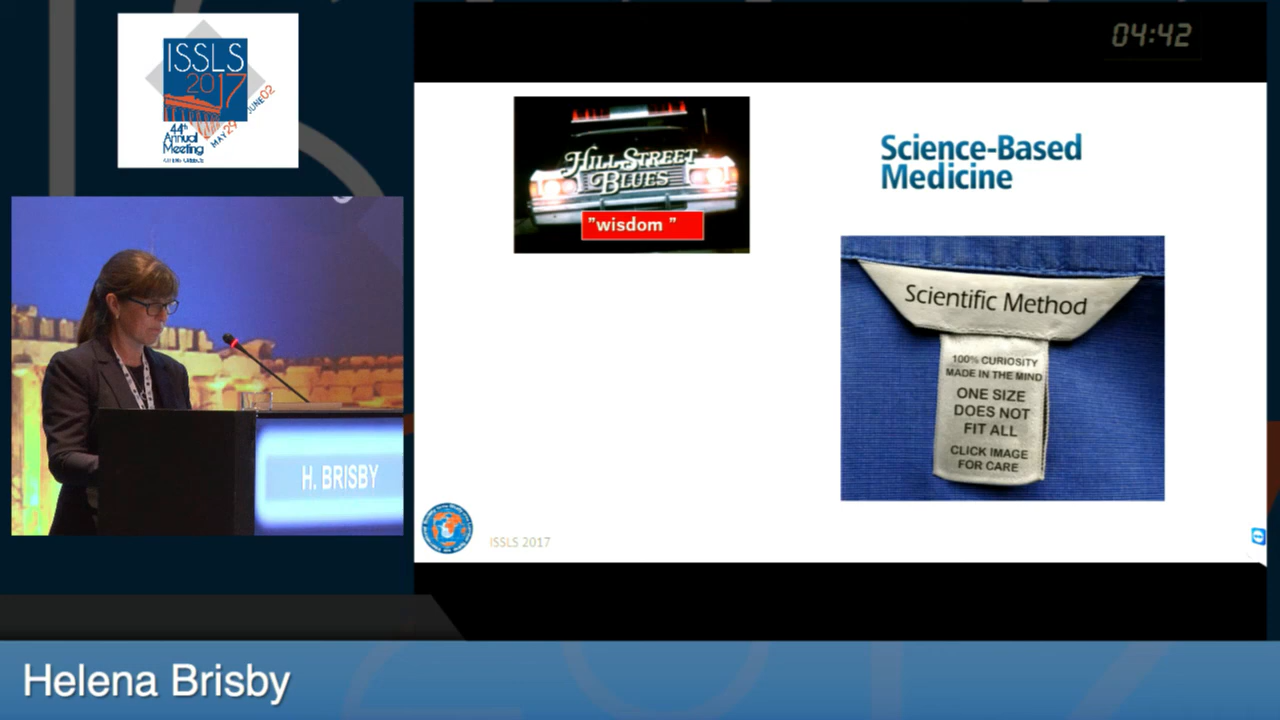 ISSLS
2017
44th
Annual
Meeting
MAY 29
JUNE 02
04:42
HILL STREET
BLUES
"wisdom "
Science-Based
Medicine
Scientific Method
100% CURIOSITY
MADE IN THE MIND
ONE SIZE
DOES NOT
FIT ALL
CLICK IMAGE
FOR CARE
H. BRISBY
ISSLS 2017
Helena Brisby